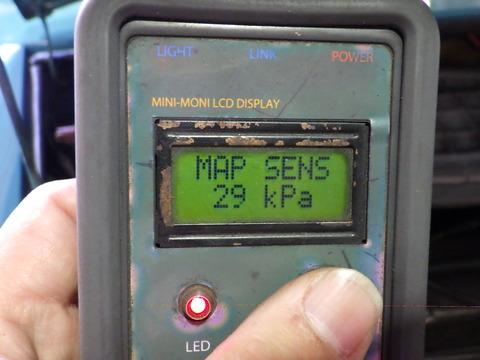 LIGHT LINK POWER
MINI-MONI LCD DISPLAY
MAP SENS
29 kPa
LED